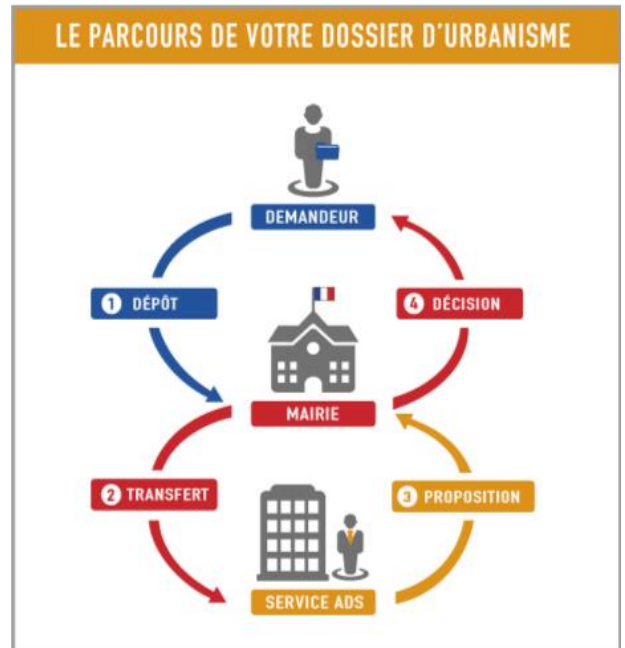 LE PARCOURS DE VOTRE DOSSIER D'URBANISME
DEMANDEUR
1 DÉPÔT
4 DÉCISION
MAIRIE
2 TRANSFERT
3 PROPOSITION
SERVICE ADS